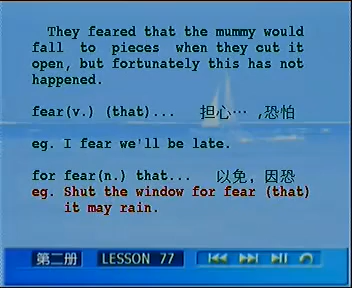 They feared that the mummy would
fall to pieces when they cut it
open, but fortunately this has not
happened.
fear(v.) (that)... 担心… ,恐怕
eg. I fear we'll be late.
for fear(n.) that... 以免, 因恐
eg. Shut the window for fear (that)
it may rain.
第二册 LESSON 77